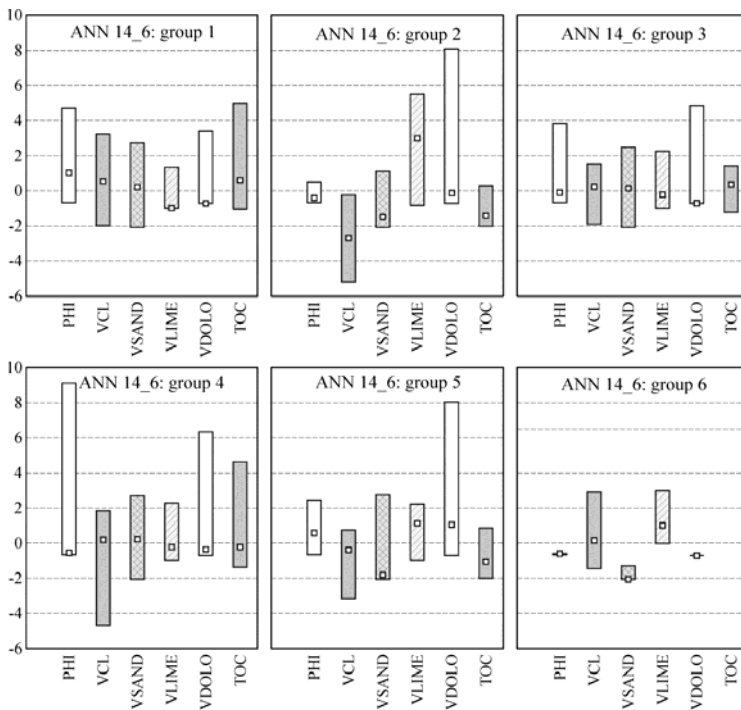 ANN 14_6: group 1
ANN 14_6: group 2
ANN 14_6: group 3
10
8
6
4
2
0
-2
-4
-6
PHI
VCL
VSAND
VLIME
VDOLO
TOC
PHI
VCL
VSAND
VLIME
VDOLO
TOC
PHI
VCL
VSAND
VLIME
VDOLO
TOC
ANN 14_6: group 4
ANN 14_6: group 5
ANN 14_6: group 6
10
8
6
4
2
0
-2
-4
-6
PHI
VCL
VSAND
VLIME
VDOLO
TOC
PHI
VCL
VSAND
VLIME
VDOLO
TOC
PHI
VCL
VSAND
VLIME
VDOLO
TOC